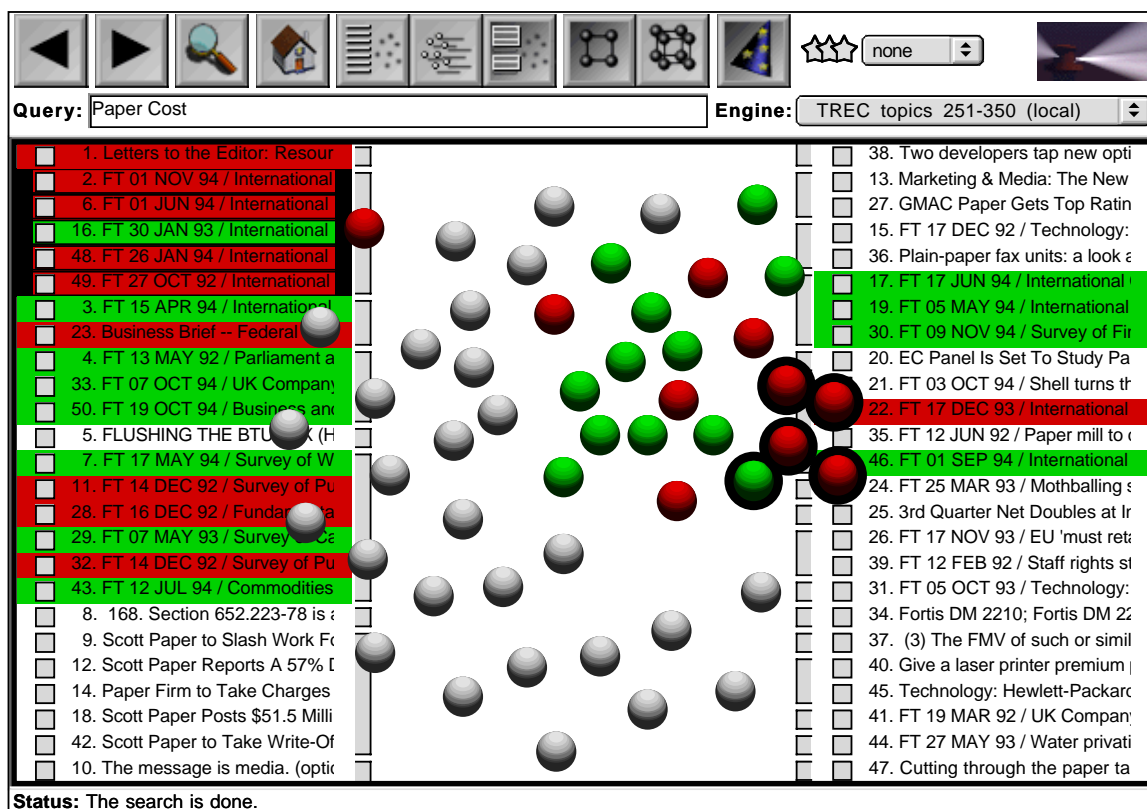 none
Query: Paper Cost Engine: TREC topics 251-350 (local)
1. Letters to the Editor: Resour
2. FT 01 NOV 94 / International
6. FT 01 JUN 94 / International
16. FT 30 JAN 93 / International
48. FT 26 JAN 94 / International
49. FT 27 OCT 92 / International
3. FT 15 APR 94 / International
23. Business Brief -- Federal
4. FT 13 MAY 92 / Parliament a
33. FT 07 OCT 94 / UK Company
50. FT 19 OCT 94 / Business and
5. FLUSHING THE BTU X (H
7. FT 17 MAY 94 / Survey of W
11. FT 14 DEC 92 / Survey of Pu
28. FT 16 DEC 92 / Funda
29. FT 07 MAY 93 / Survey Ca
32. FT 14 DEC 92 / Survey of Pu
43. FT 12 JUL 94 / Commodities
8. 168. Section 652.223-78 is a
9. Scott Paper to Slash Work Fo
12. Scott Paper Reports A 57% D
14. Paper Firm to Take Charges
18. Scott Paper Posts $51.5 Milli
42. Scott Paper to Take Write-Of
10. The message is media. (optic
38. Two developers tap new opti
13. Marketing & Media: The New
27. GMAC Paper Gets Top Ratin
15. FT 17 DEC 92 / Technology:
36. Plain-paper fax units: a look a
17. FT 17 JUN 94 / International
19. FT 05 MAY 94 / International
30. FT 09 NOV 94 / Survey of Fin
20. EC Panel Is Set To Study Pa
21. FT 03 OCT 94 / Shell turns th
22. FT 17 DEC 93 / International
35. FT 12 JUN 92 / Paper mill to c
46. FT 01 SEP 94 / International
24. FT 25 MAR 93 / Mothballing s
25. 3rd Quarter Net Doubles at In
26. FT 17 NOV 93 / EU 'must reta
39. FT 12 FEB 92 / Staff rights st
31. FT 05 OCT 93 / Technology:
34. Fortis DM 2210; Fortis DM 22
37. (3) The FMV of such or simil
40. Give a laser printer premium
45. Technology: Hewlett-Packard
41. FT 19 MAR 92 / UK Company
44. FT 27 MAY 93 / Water privati
47. Cutting through the paper ta
Status: The search is done.